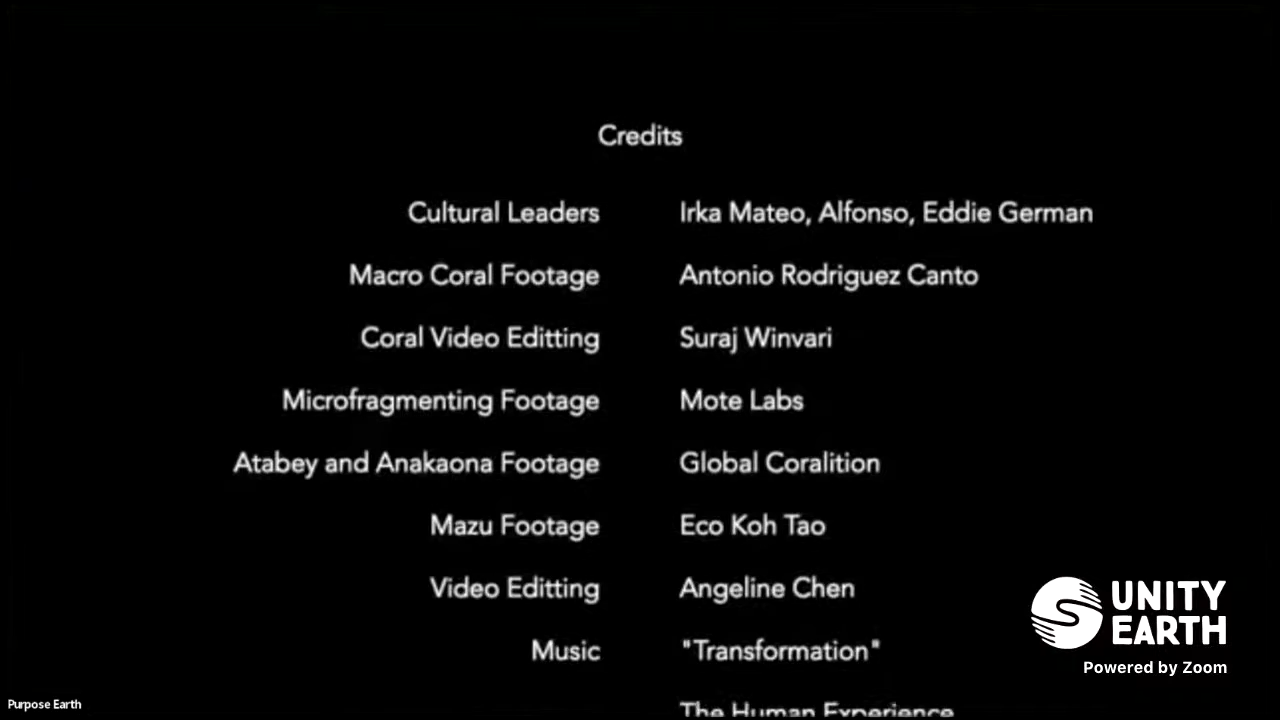 Credits
Cultural Leaders Irka Mateo, Alfonso, Eddie German
Macro Coral Footage Antonio Rodriguez Canto
Coral Video Editting Suraj Winvari
Microfragmenting Footage Mote Labs
Atabey and Anakaona Footage Global Coralition
Mazu Footage Eco Koh Tao
Video Editting Angeline Chen
Music "Transformation"
The Human Experience
UNITY
EARTH
Powered by Zoom
Purpose Earth